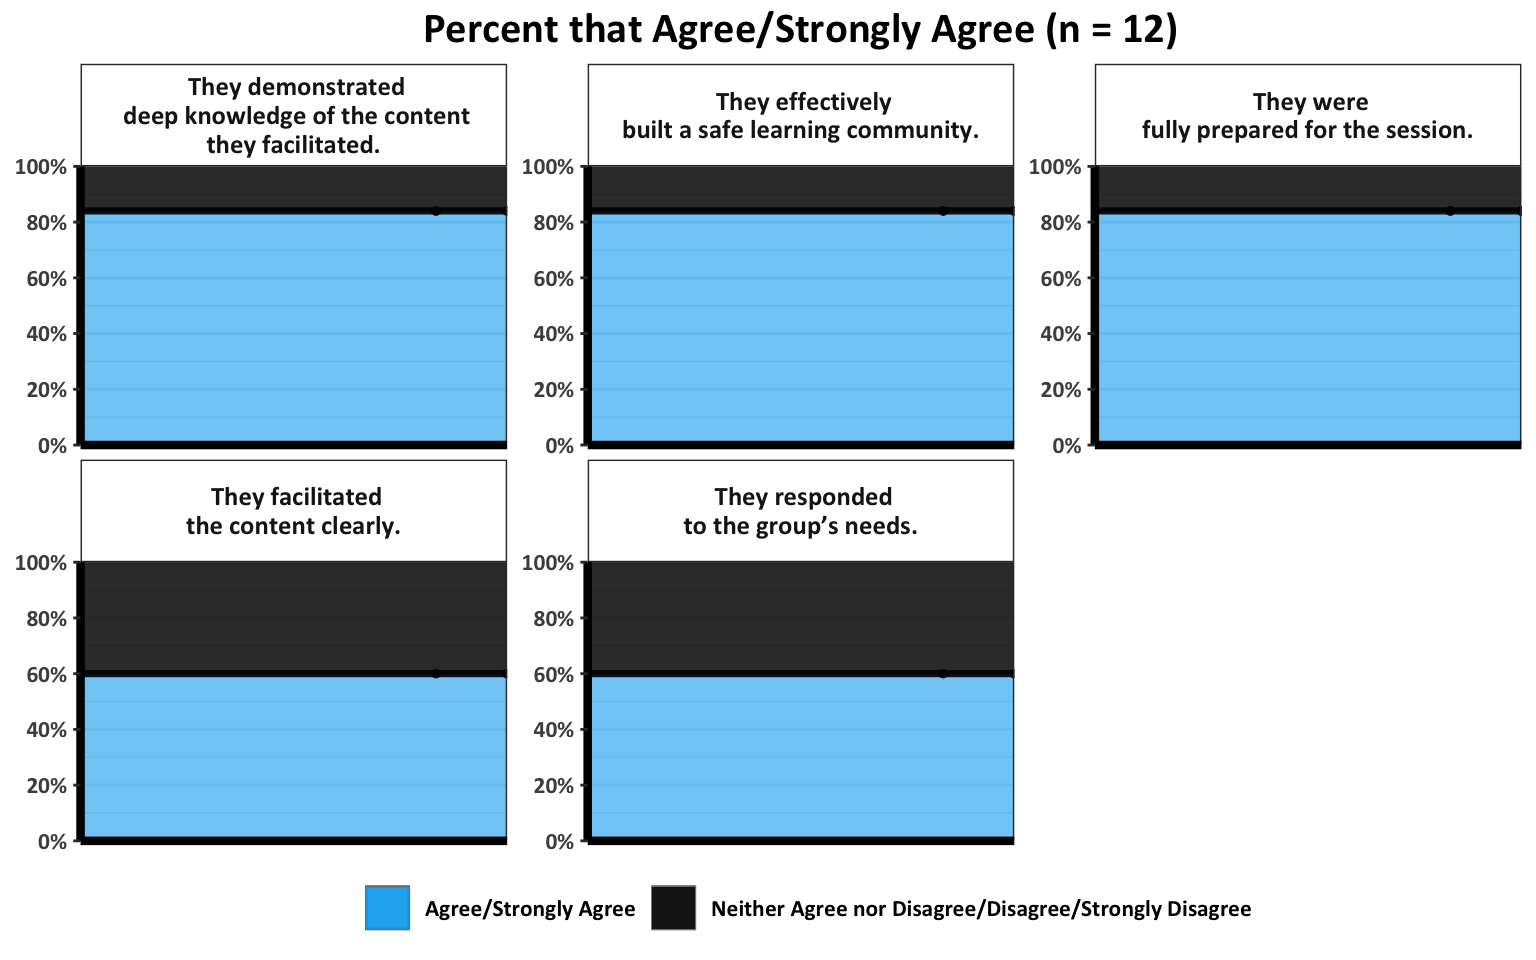 Percent that Agree/Strongly Agree (n = 12)
They demonstrated
deep knowledge of the content
they facilitated.
100%
80%
60%
40%
20%
0%
They effectively
built a safe learning community.
100%
80%
60%
40%
20%
0%
They were
fully prepared for the session.
100%
80%
60%
40%
20%
0%
They facilitated
the content clearly.
100%
80%
60%
40%
20%
0%
They responded
to the group’s needs.
100%
80%
60%
40%
20%
0%
Agree/Strongly Agree
Neither Agree nor Disagree/Disagree/Strongly Disagree